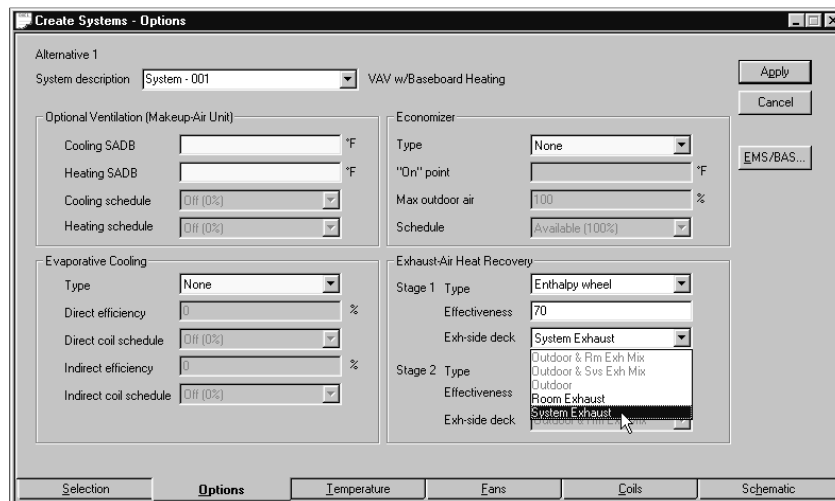 Create Systems - Options
Alternative 1
System description System - 001 VAV w/Baseboard Heating
Apply
Cancel
EMS/BAS...
Optional Ventilation (Makeup-Air Unit)
Cooling SADB °F
Heating SADB °F
Cooling schedule Off (0%)
Heating schedule Off (0%)
Economizer
Type None
"On" point °F
Max outdoor air 100 %
Schedule Available (100%)
Evaporative Cooling
Type None
Direct efficiency 0 %
Direct coil schedule Off (0%)
Indirect efficiency 0 %
Indirect coil schedule Off (0%)
Exhaust-Air Heat Recovery
Stage 1 Type Enthalpy wheel
Effectiveness 70
Exh-side deck System Exhaust
Outdoor & Rm Exh Mix
Outdoor & Sys Exh Mix
Outdoor
Room Exhaust
System Exhaust
Stage 2 Type
Effectiveness
Exh-side deck Outdoor & Rm Exh Mix
Selection Options Temperature Fans Coils Schematic